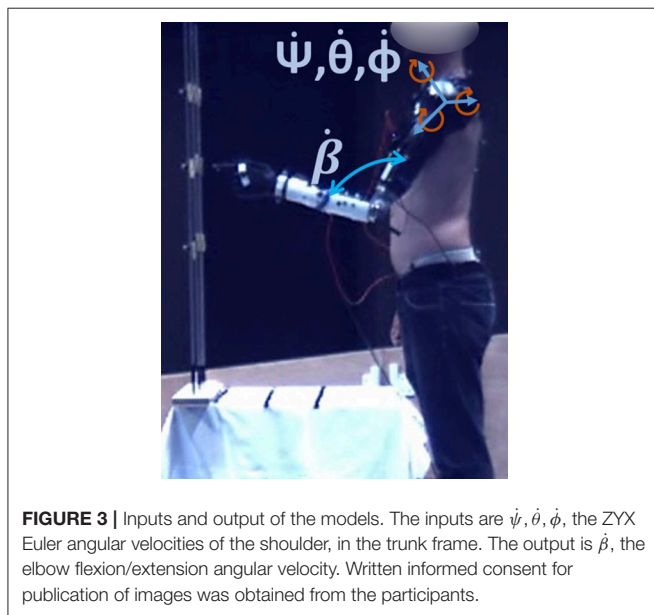 Ψ̇,θ̇,ϕ̇
β̇
FIGURE 3 | Inputs and output of the models. The inputs are ψ̇, θ̇, ϕ̇, the ZYX
Euler angular velocities of the shoulder, in the trunk frame. The output is β̇, the
elbow flexion/extension angular velocity. Written informed consent for
publication of images was obtained from the participants.